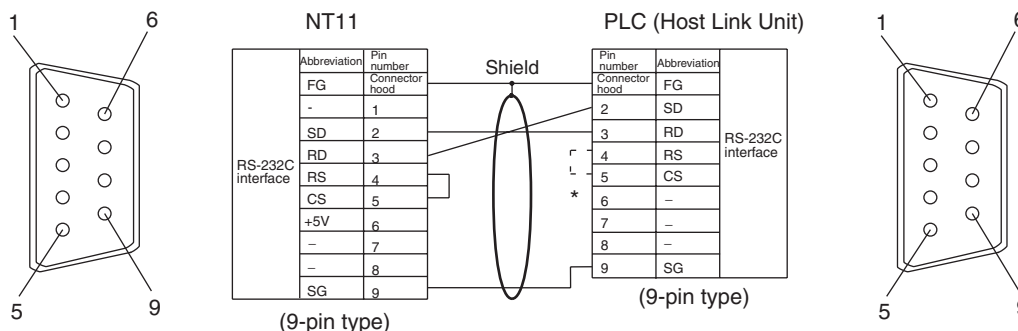 NT11 PLC (Host Link Unit)
1 6 1 6
Abbreviation Pin number Shield Pin number Abbreviation
FG Connector hood Connector hood FG
- 1 2 SD
SD 2 3 RD
RD 3 4 RS
RS-232C interface RS-232C interface
RS 4 5 CS
CS 5 * 6 –
+5V 6 7 –
– 7 8 –
– 8 9 SG
SG 9
5 9 (9-pin type) (9-pin type) 5 9